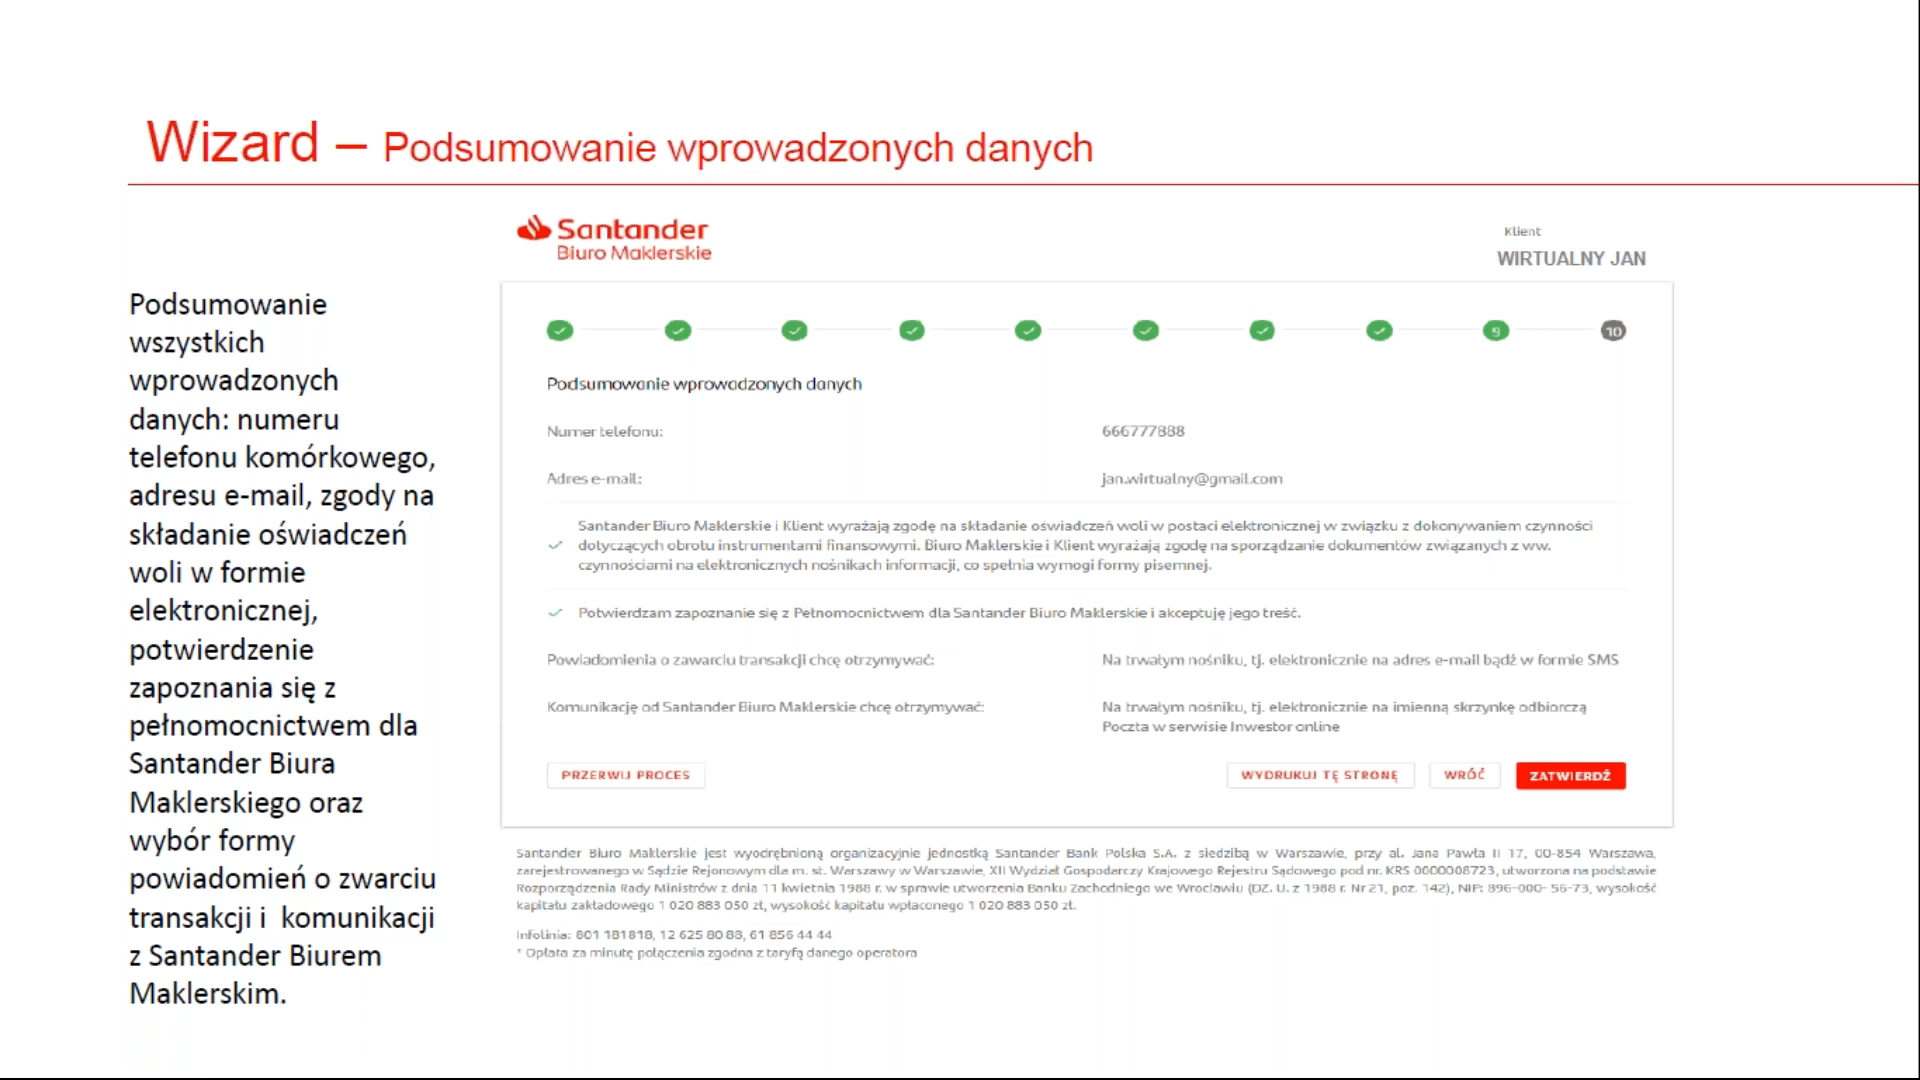 Wizard – Podsumowanie wprowadzonych danych
Podsumowanie
wszystkich
wprowadzonych
danych: numeru
telefonu komórkowego,
adresu e-mail, zgody na
składanie oświadczeń
woli w formie
elektronicznej,
potwierdzenie
zapoznania się z
pełnomocnictwem dla
Santander Biura
Maklerskiego oraz
wybór formy
powiadomień o zwarciu
transakcji i  komunikacji
z Santander Biurem
Maklerskim.
Santander
Biuro Maklerskie
Klient
WIRTUALNY JAN
9
10
Podsumowanie wprowadzonych danych
Numer telefonu: 666777888
Adres e-mail: jan.wirtualny@gmail.com
Santander Biuro Maklerskie i Klient wyrażają zgodę na składanie oświadczeń woli w postaci elektronicznej w związku z dokonywaniem czynności
dotyczących obrotu instrumentami finansowymi. Biuro Maklerskie i Klient wyrażają zgodę na sporządzanie dokumentów związanych z ww.
czynnościami na elektronicznych nośnikach informacji, co spełnia wymogi formy pisemnej.
Potwierdzam zapoznanie się z Pełnomocnictwem dla Santander Biuro Maklerskie i akceptuję jego treść.
Powiadomienia o zawarciu transakcji chcę otrzymywać: Na trwałym nośniku, tj. elektronicznie na adres e-mail bądź w formie SMS
Komunikację od Santander Biuro Maklerskie chcę otrzymywać: Na trwałym nośniku, tj. elektronicznie na imienną skrzynkę odbiorczą
Poczta w serwisie Inwestor online
PRZERWIJ PROCES
WYDRUKUJ TĘ STRONĘ
WRÓĆ
ZATWIERDŹ
Santander Biuro Maklerskie jest wyodrębnioną organizacyjnie jednostką Santander Bank Polska S.A. z siedzibą w Warszawie, przy al. Jana Pawła II 17, 00-854 Warszawa,
zarejestrowanego w Sądzie Rejonowym dla m. st. Warszawy w Warszawie, XII Wydział Gospodarczy Krajowego Rejestru Sądowego pod nr. KRS 0000008723, utworzona na podstawie
Rozporządzenia Rady Ministrów z dnia 11 kwietnia 1988 r. w sprawie utworzenia Banku Zachodniego we Wrocławiu (DZ. U. z 1988 r. Nr 21, poz. 142), NIP: 896-000- 56-73, wysokość
kapitału zakładowego 1 020 883 050 zł, wysokość kapitału wpłaconego 1 020 883 050 zł.
Infolinia: 801 181818, 12 625 80 88, 61 856 44 44
* Opłata za minutę połączenia zgodna z taryfą danego operatora